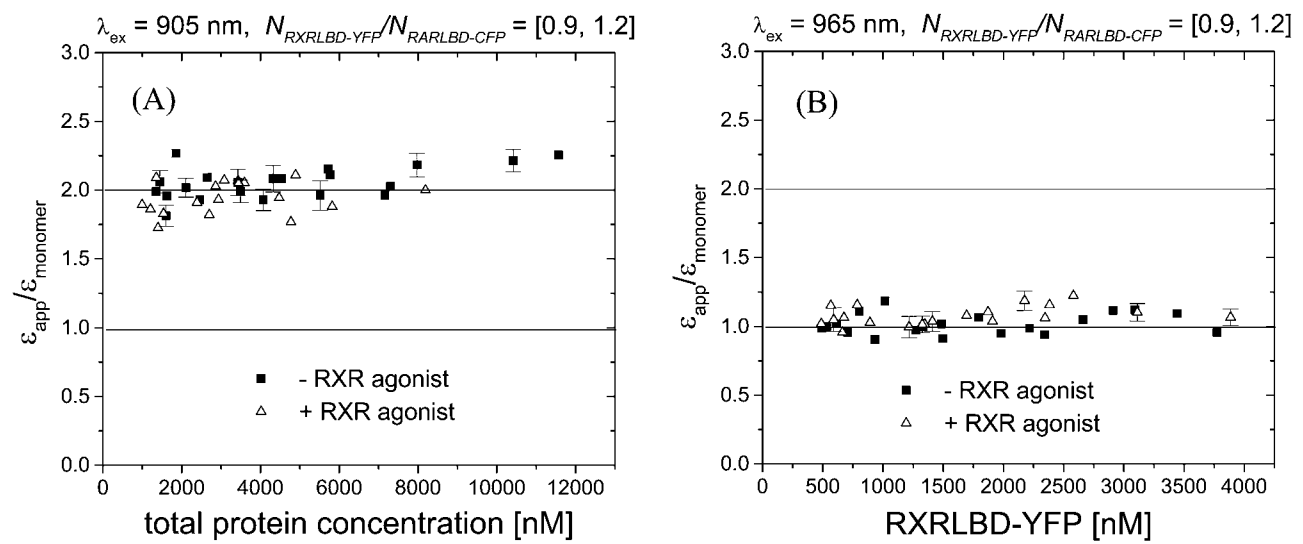 λex = 905 nm, NRXRLBD-YFP/NRARLBD-CFP = [0.9, 1.2]
(A)
3.0
2.5
2.0
1.5
1.0
0.5
0.0
εapp/εmonomer
- RXR agonist
+ RXR agonist
0 2000 4000 6000 8000 10000 12000
total protein concentration [nM]
λex = 965 nm, NRXRLBD-YFP/NRARLBD-CFP = [0.9, 1.2]
(B)
3.0
2.5
2.0
1.5
1.0
0.5
0.0
εapp/εmonomer
- RXR agonist
+ RXR agonist
0 500 1000 1500 2000 2500 3000 3500 4000
RXRLBD-YFP [nM]